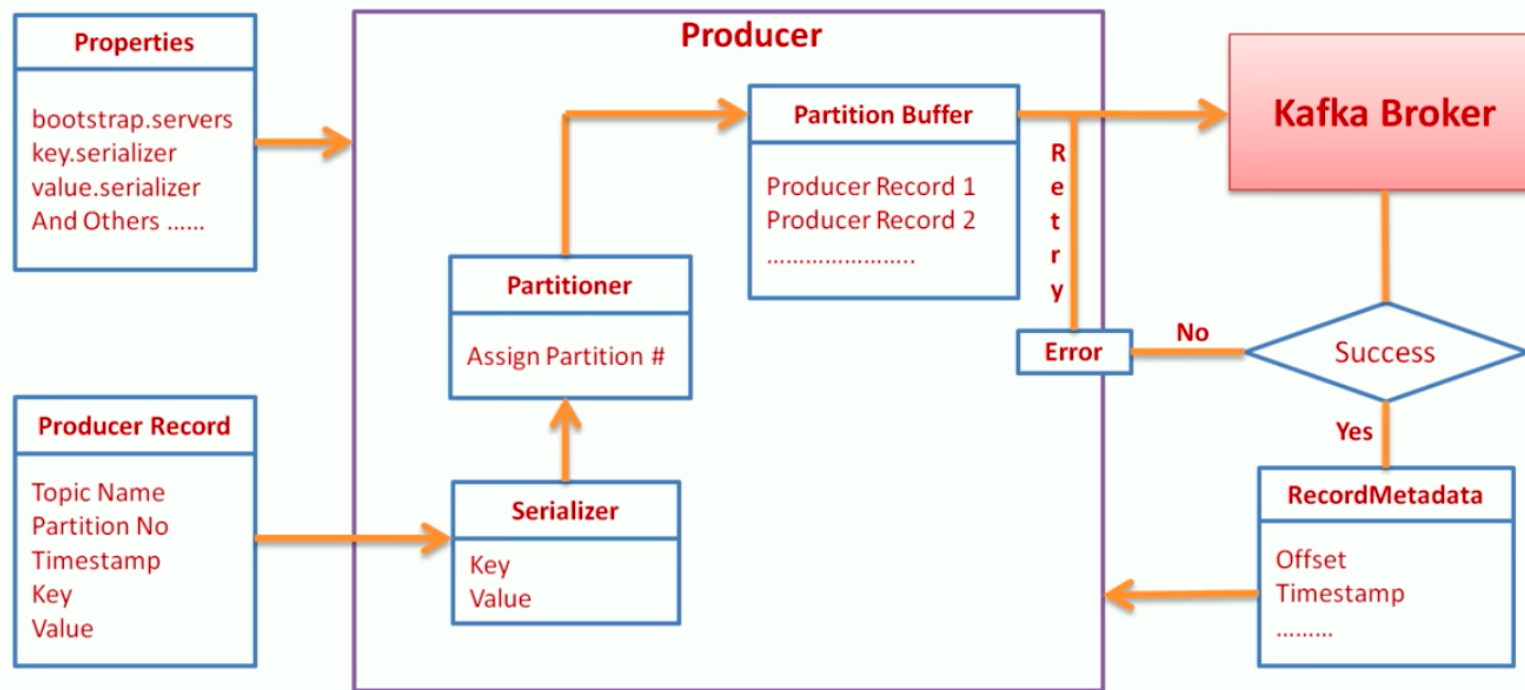 Properties
bootstrap.servers
key.serializer
value.serializer
And Others ......
Producer Record
Topic Name
Partition No
Timestamp
Key
Value
Producer
Serializer
Key
Value
Partitioner
Assign Partition #
Partition Buffer
Producer Record 1
Producer Record 2
.......................
Retry
Error
Kafka Broker
Success
No
Yes
RecordMetadata
Offset
Timestamp
.........